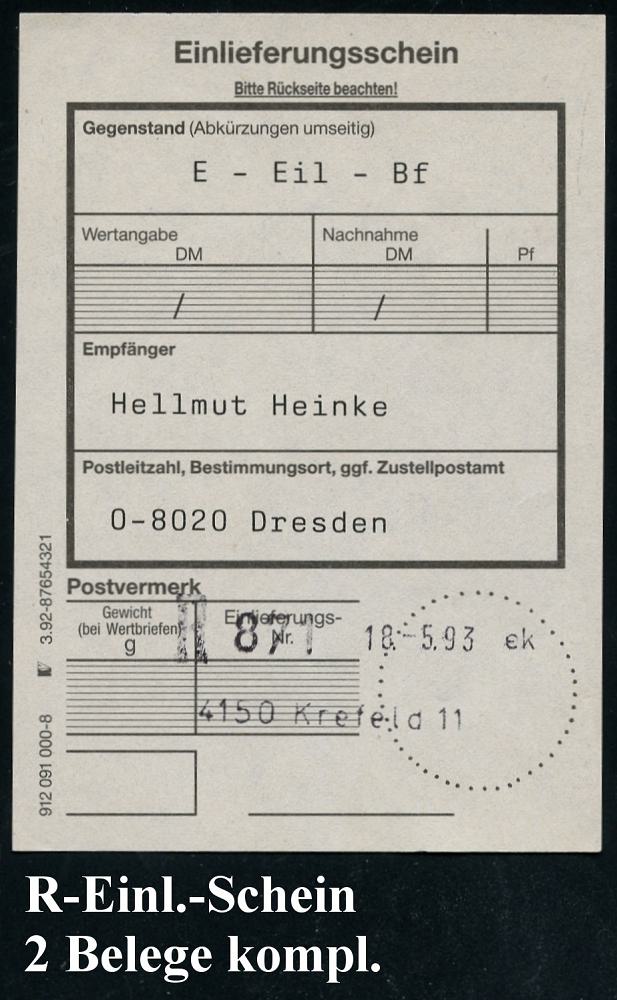 Einlieferungsschein
Bitte Rückseite beachten!
Gegenstand (Abkürzungen umseitig)
E - Eil - Bf
Wertangabe
DM
Nachnahme
DM
Pf
/
/
Empfänger
Hellmut Heinke
Postleitzahl, Bestimmungsort, ggf. Zustellpostamt
O-8020 Dresden
Postvermerk
Gewicht
(bei Wertbriefen)
g
Einlieferungs-
Nr.
18.-5.93 ek
4150 Krefeld 11
912 091 000-8 3.92-87654321
R-Einl.-Schein
2 Belege kompl.